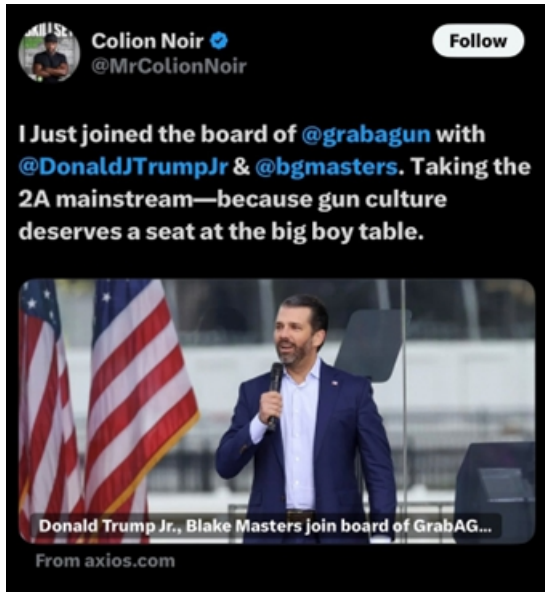 SKILLSET
Colion Noir
@MrColionNoir
Follow
I Just joined the board of @grabagun with
@DonaldJTrumpJr & @bgmasters. Taking the
2A mainstream—because gun culture
deserves a seat at the big boy table.
Donald Trump Jr., Blake Masters join board of GrabAG...
From axios.com